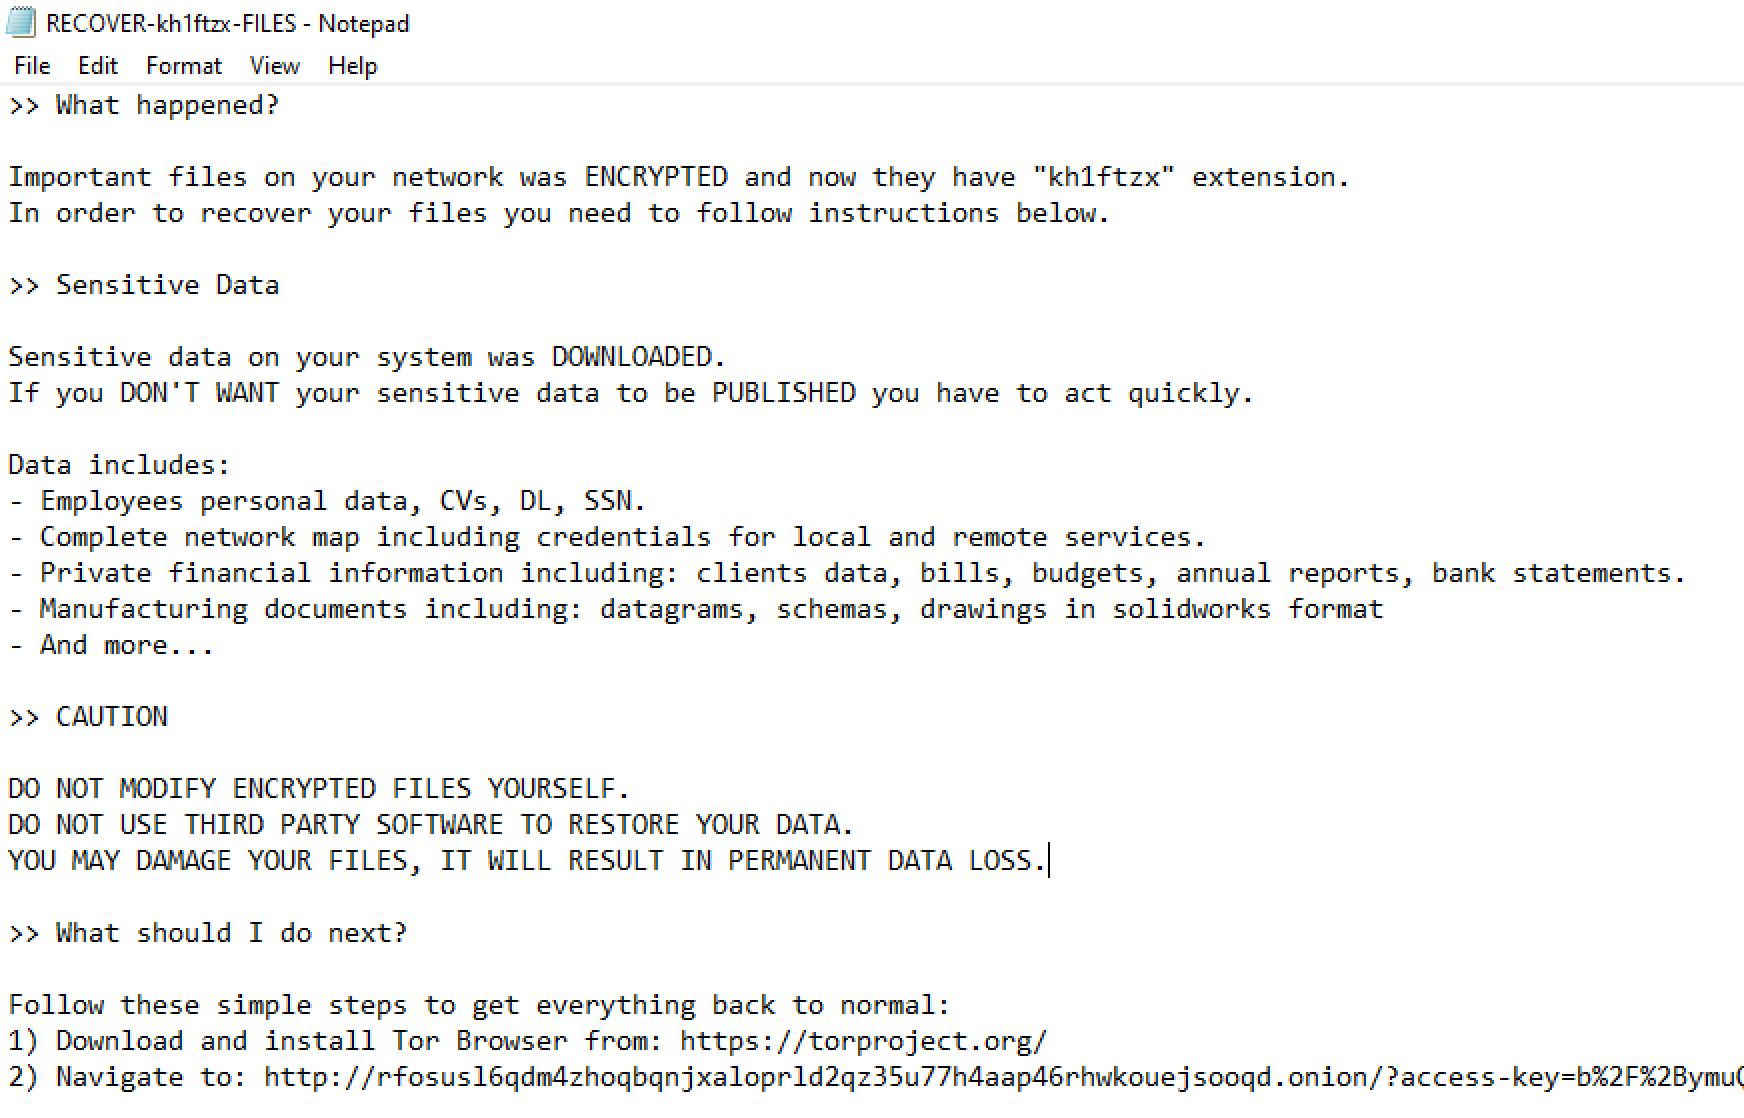 RECOVER-kh1ftzx-FILES - Notepad
File Edit Format View Help
>> What happened?
Important files on your network was ENCRYPTED and now they have "kh1ftzx" extension.
In order to recover your files you need to follow instructions below.
>> Sensitive Data
Sensitive data on your system was DOWNLOADED.
If you DON'T WANT your sensitive data to be PUBLISHED you have to act quickly.
Data includes:
- Employees personal data, CVs, DL, SSN.
- Complete network map including credentials for local and remote services.
- Private financial information including: clients data, bills, budgets, annual reports, bank statements.
- Manufacturing documents including: datagrams, schemas, drawings in solidworks format
- And more...
>> CAUTION
DO NOT MODIFY ENCRYPTED FILES YOURSELF.
DO NOT USE THIRD PARTY SOFTWARE TO RESTORE YOUR DATA.
YOU MAY DAMAGE YOUR FILES, IT WILL RESULT IN PERMANENT DATA LOSS.
>> What should I do next?
Follow these simple steps to get everything back to normal:
1) Download and install Tor Browser from: https://torproject.org/
2) Navigate to: http://rfosusl6qdm4zhoqbqnjxaloprld2qz35u77h4aap46rhwkouejsooqd.onion/?access-key=b%2F%2Bymu